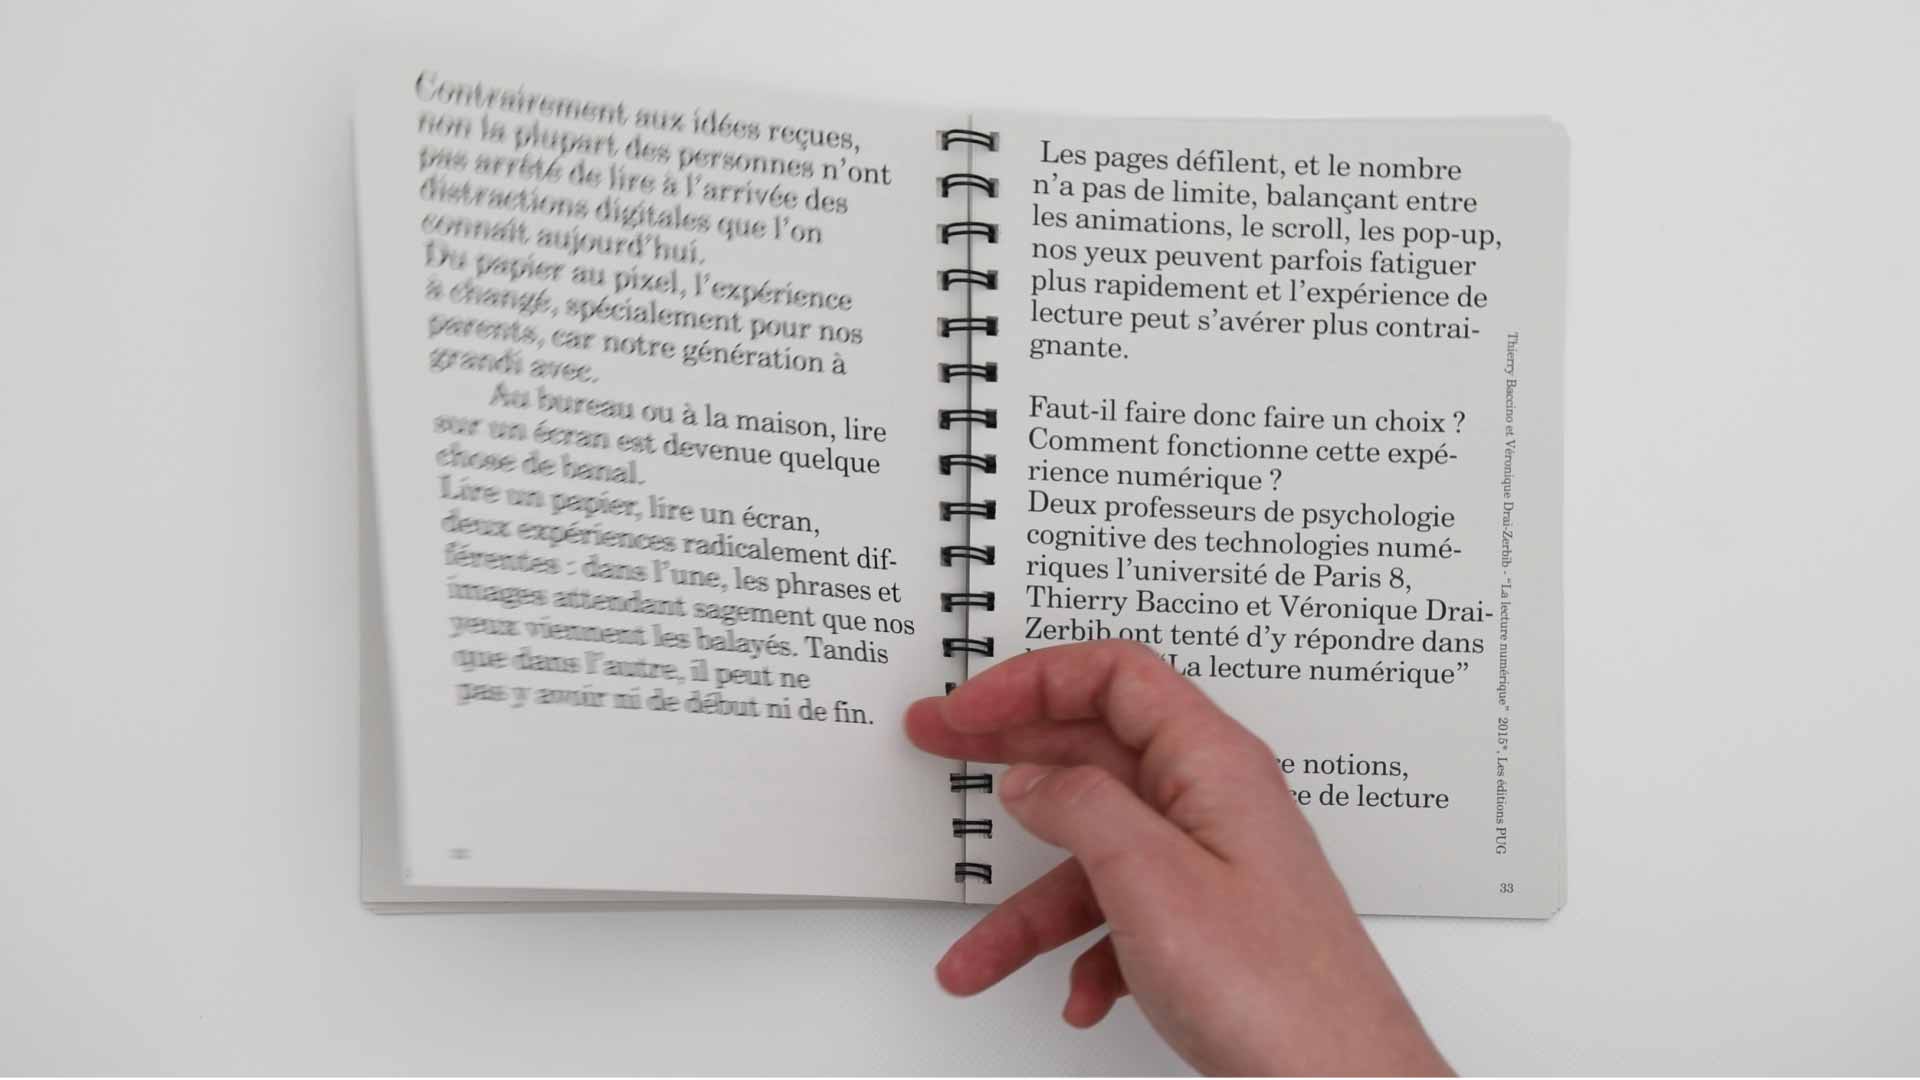 Contrairement aux idées reçues,
non la plupart des personnes n’ont
pas arrêté de lire à l’arrivée des
distractions digitales que l’on
connaît aujourd’hui.
Du papier au pixel, l’expérience
a changé, spécialement pour nos
parents, car notre génération à
grandi avec.
Au bureau ou à la maison, lire
sur un écran est devenue quelque
chose de banal.
Lire un papier, lire un écran,
deux expériences radicalement dif-
férentes : dans l’une, les phrases et
images attendant sagement que nos
yeux viennent les balayés. Tandis
que dans l’autre, il peut ne
pas y avoir ni de début ni de fin.
Les pages défilent, et le nombre
n’a pas de limite, balançant entre
les animations, le scroll, les pop-up,
nos yeux peuvent parfois fatiguer
plus rapidement et l’expérience de
lecture peut s’avérer plus contrai-
gnante.
Faut-il faire donc faire un choix ?
Comment fonctionne cette expé-
rience numérique ?
Deux professeurs de psychologie
cognitive des technologies numé-
riques l’université de Paris 8,
Thierry Baccino et Véronique Drai-
Zerbib ont tenté d’y répondre dans
“La lecture numérique”
notions,
de lecture
Thierry Baccino et Véronique Drai-Zerbib - “La lecture numérique” 2015*, Les éditions PUG
33